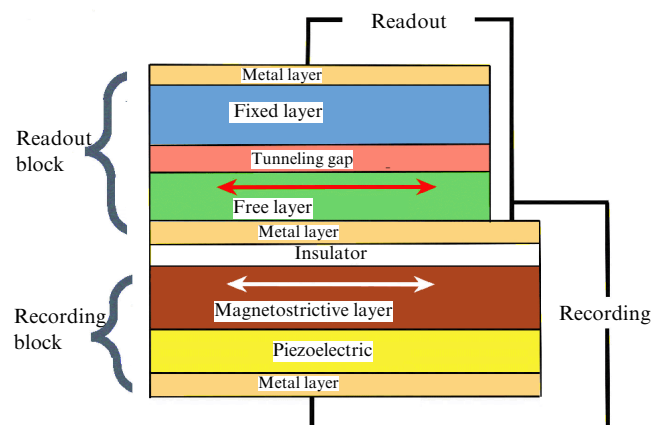 Readout
Metal layer
Fixed layer
Readout
block
Tunneling gap
Free layer
Metal layer
Insulator
Recording
block
Magnetostrictive layer
Recording
Piezoelectric
Metal layer